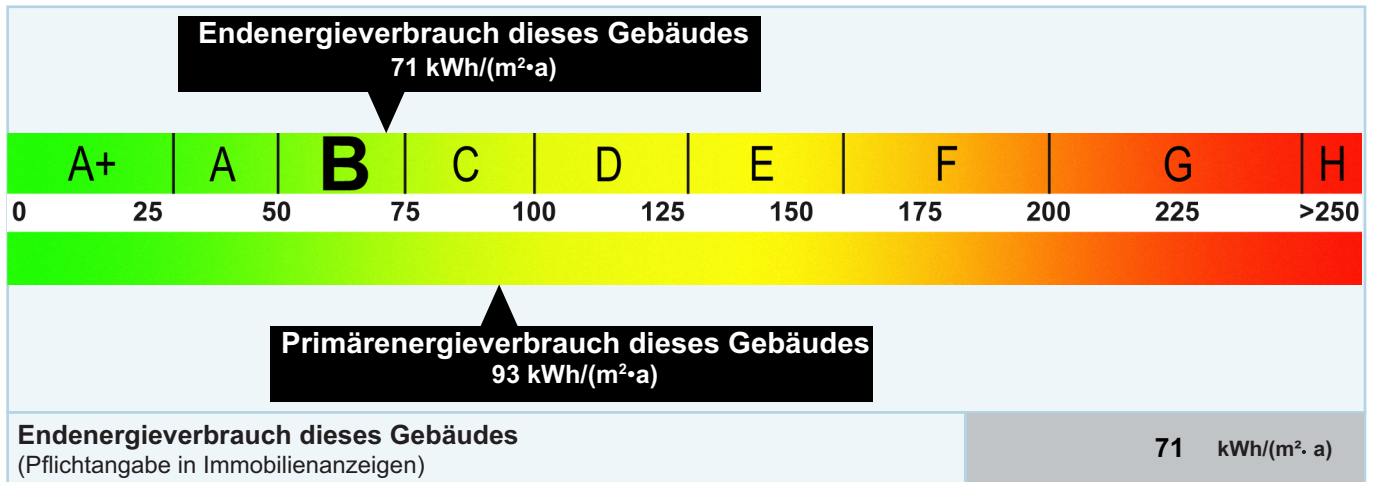 Endenergieverbrauch dieses Gebäudes
71 kWh/(m²•a)
A+ A B C D E F G H
0 25 50 75 100 125 150 175 200 225 >250
Primärenergieverbrauch dieses Gebäudes
93 kWh/(m²•a)
Endenergieverbrauch dieses Gebäudes
(Pflichtangabe in Immobilienanzeigen)
71 kWh/(m²· a)